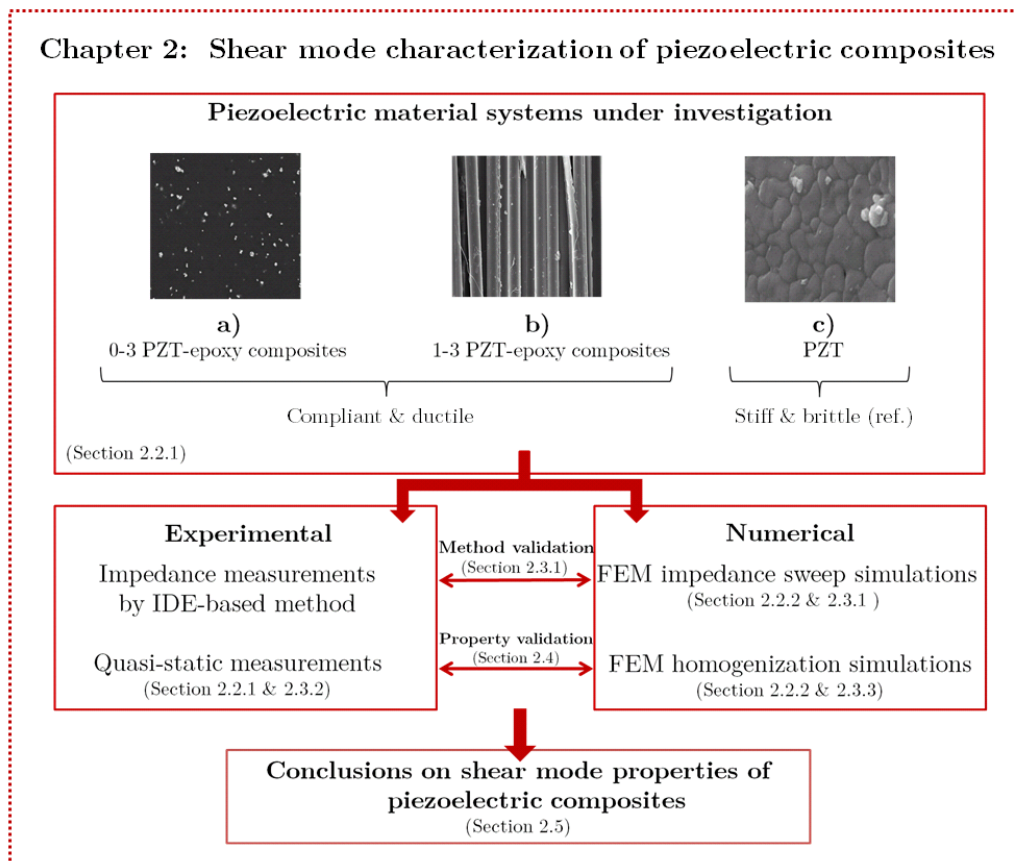 Chapter 2: Shear mode characterization of piezoelectric composites
Piezoelectric material systems under investigation
a)
b)
c)
0-3 PZT-epoxy composites
1-3 PZT-epoxy composites
PZT
Compliant & ductile
Stiff & brittle (ref.)
(Section 2.2.1)
Experimental
Impedance measurements
by IDE-based method
Quasi-static measurements
(Section 2.2.1 & 2.3.2)
Method validation
(Section 2.3.1)
Property validation
(Section 2.4)
Numerical
FEM impedance sweep simulations
(Section 2.2.2 & 2.3.1 )
FEM homogenization simulations
(Section 2.2.2 & 2.3.3)
Conclusions on shear mode properties of
piezoelectric composites
(Section 2.5)